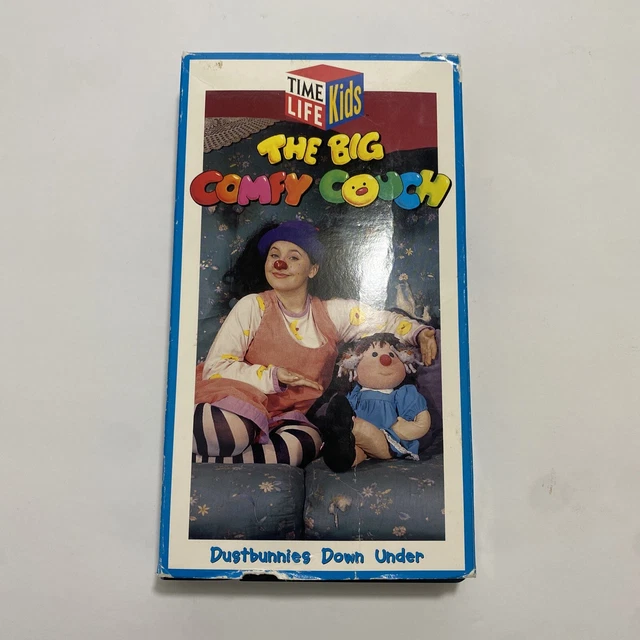 TIME
LIFE
Kids
THE BIG
COMFY COUCH
Dustbunnies Down Under